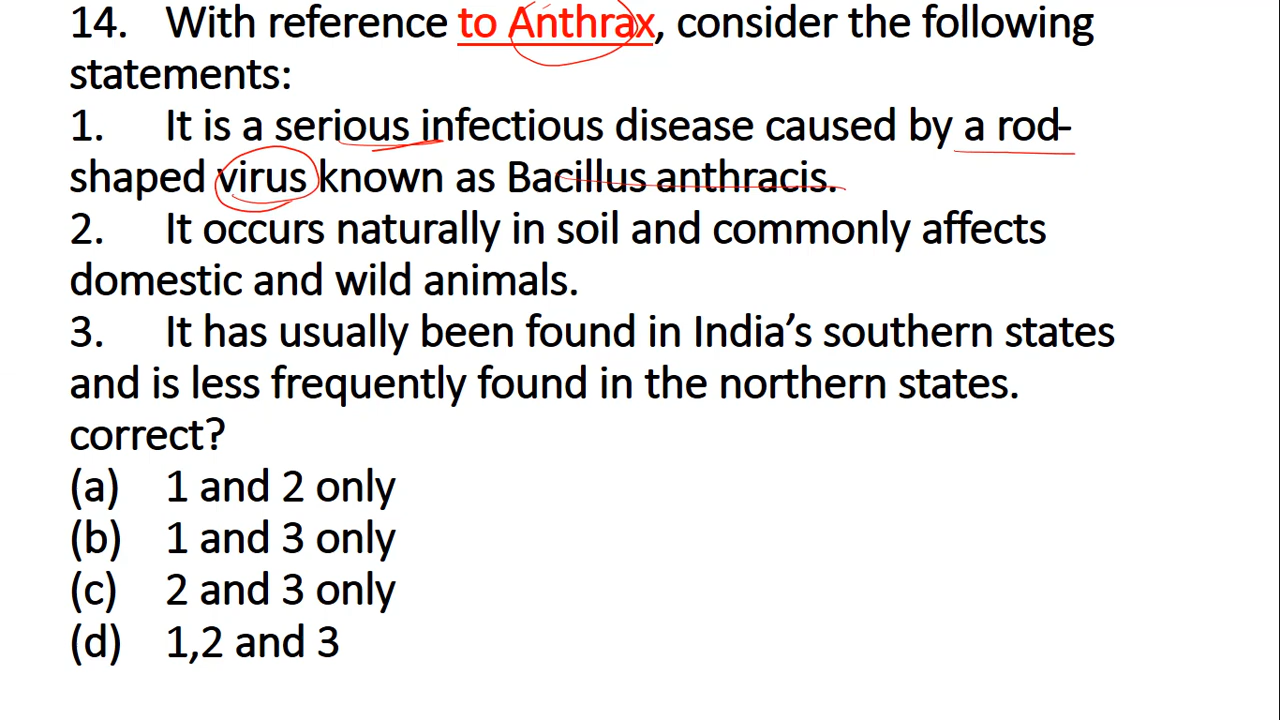 14. With reference to Anthrax, consider the following
statements:
1. It is a serious infectious disease caused by a rod-
shaped virus known as Bacillus anthracis.
2. It occurs naturally in soil and commonly affects
domestic and wild animals.
3. It has usually been found in India’s southern states
and is less frequently found in the northern states.
correct?
(a) 1 and 2 only
(b) 1 and 3 only
(c) 2 and 3 only
(d) 1,2 and 3